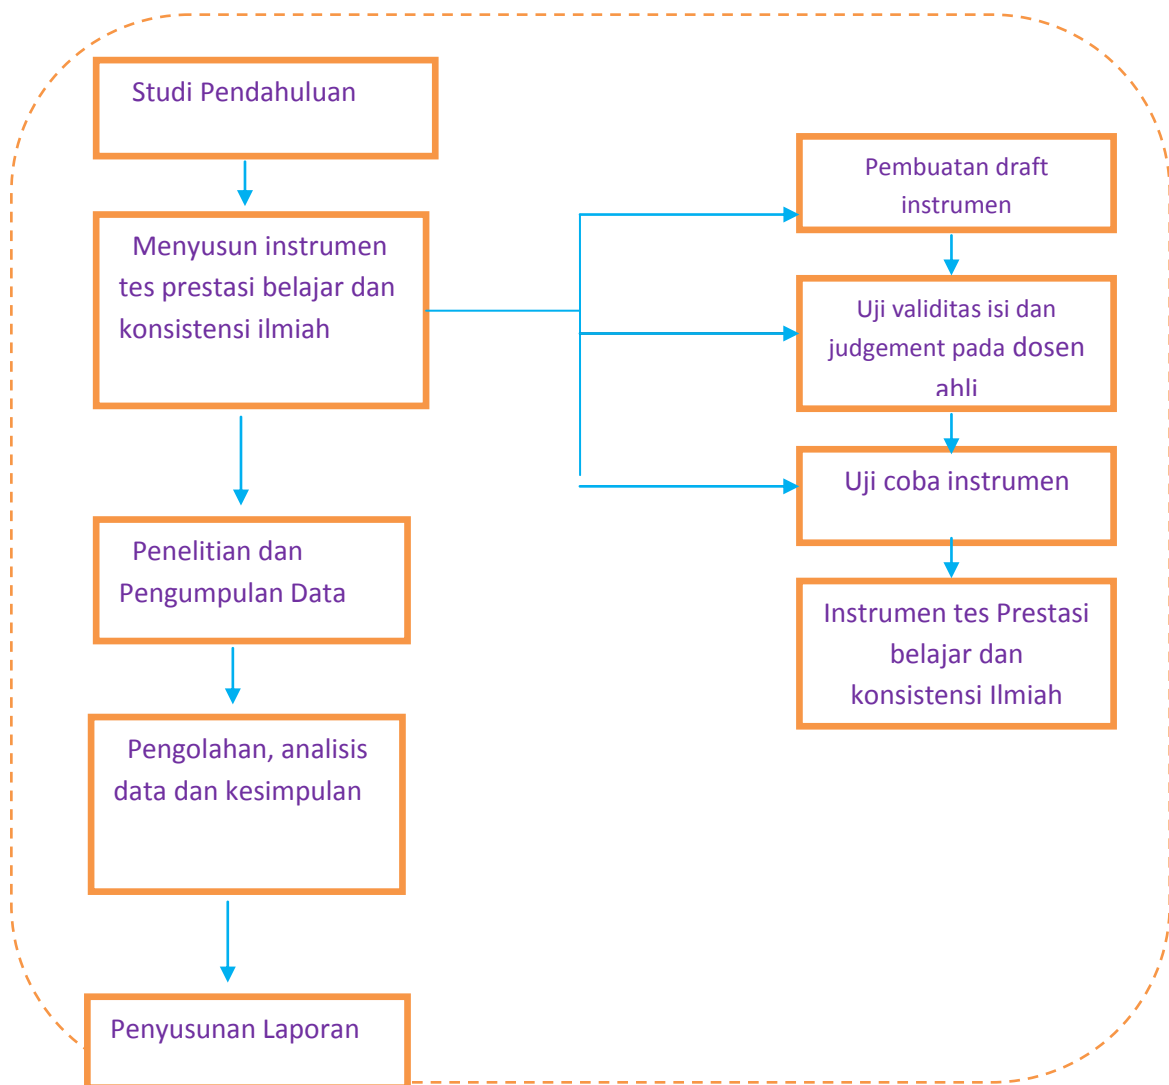 Studi Pendahuluan
Menyusun instrumen
tes prestasi belajar dan
konsistensi ilmiah
Penelitian dan
Pengumpulan Data
Pengolahan, analisis
data dan kesimpulan
Penyusunan Laporan
Pembuatan draft
instrumen
Uji validitas isi dan
judgement pada dosen
ahli
Uji coba instrumen
Instrumen tes Prestasi
belajar dan
konsistensi Ilmiah